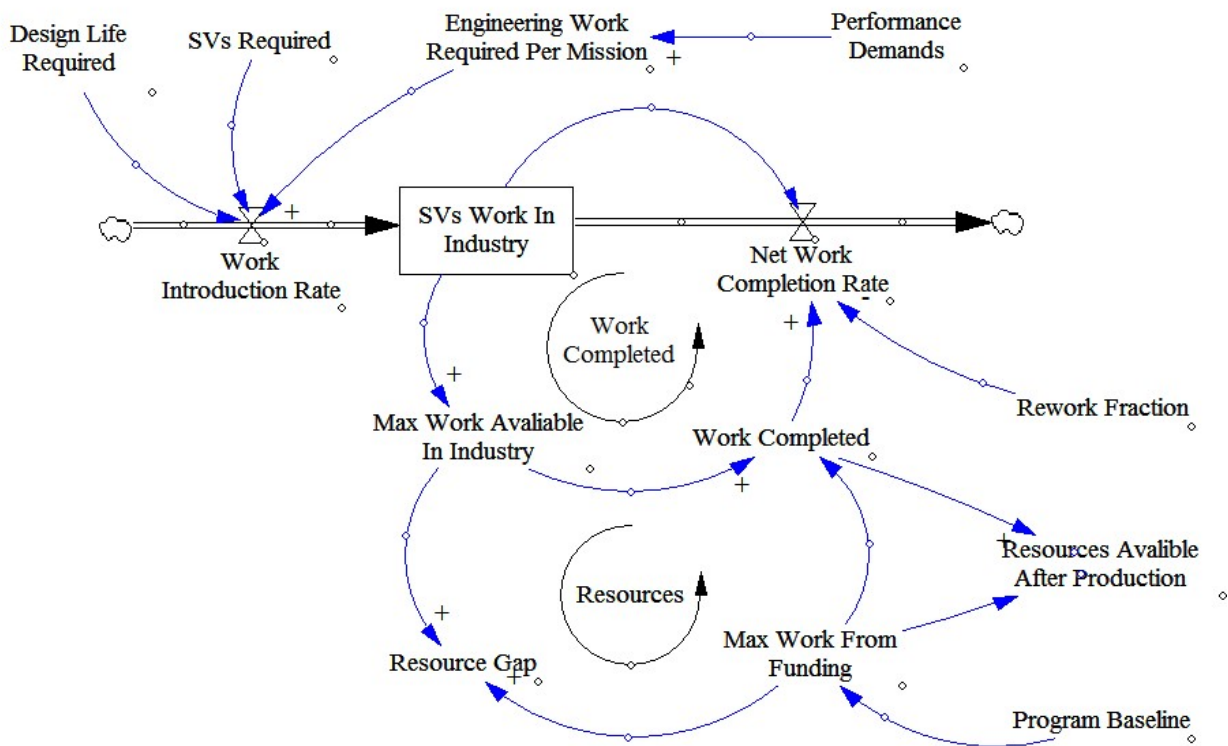 Design Life
Required
SVs Required
Engineering Work
Required Per Mission
+
Performance
Demands
+
SVs Work In
Industry
Work
Introduction Rate
Net Work
Completion Rate
-
+
Work
Completed
+
Max Work Avaliable
In Industry
Work Completed
+
Rework Fraction
+
Resources Avalible
After Production
Resources
+
Resource Gap
+
Max Work From
Funding
Program Baseline